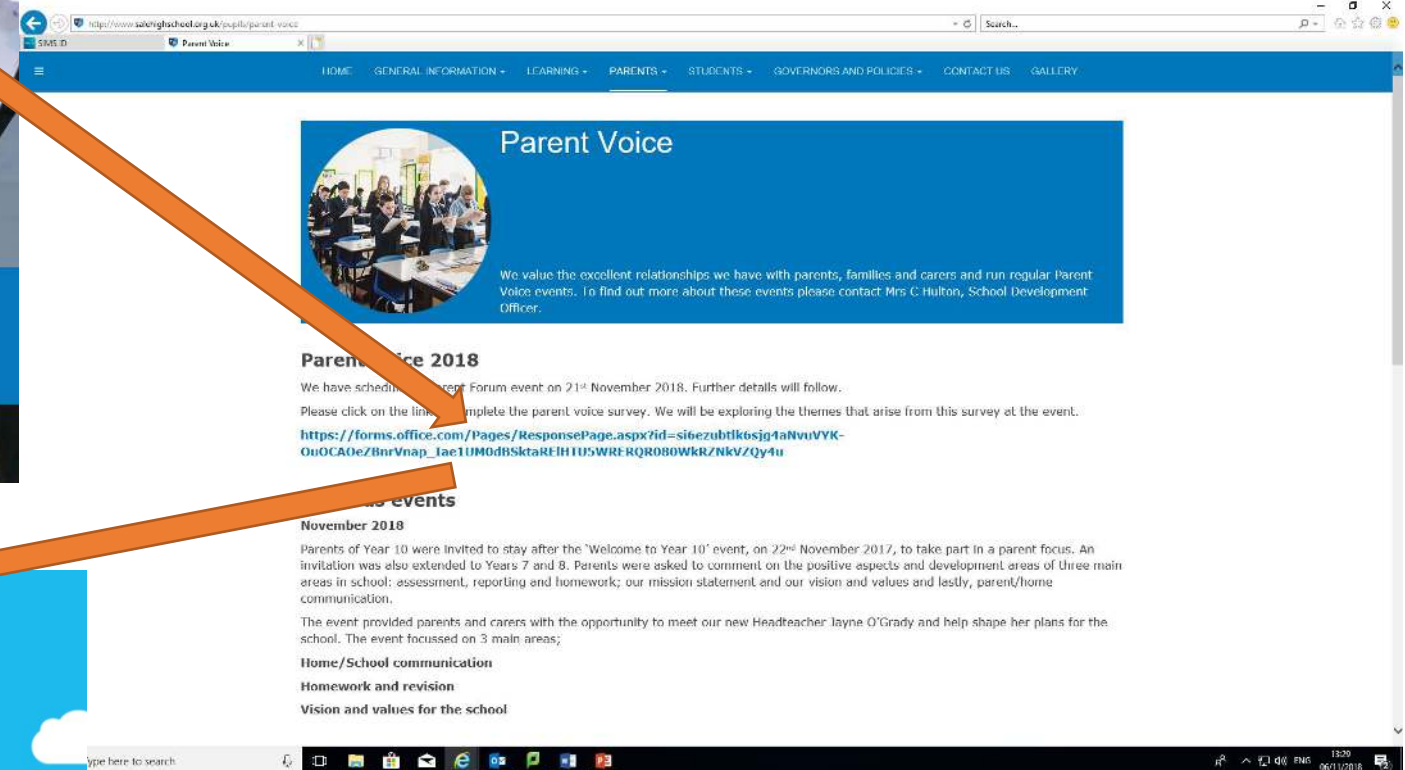 http://www.salehighschool.org.uk/pupils/parent-voice
Search...
SIMS ID
Parent Voice
HOME GENERAL INFORMATION LEARNING PARENTS STUDENTS GOVERNORS AND POLICIES CONTACT US GALLERY
Parent Voice
We value the excellent relationships we have with parents, families and carers and run regular Parent
Voice events. To find out more about these events please contact Mrs C Hulton, School Development
Officer.
Parent 2018
We have Forum event on 21st November 2018. Further details will follow.
Please click on the link the parent voice survey. We will be exploring the themes that arise from this survey at the event.
https://forms.office.com/Pages/ResponsePage.aspx?id=
events
November 2018
Parents of Year 10 were invited to stay after the 'Welcome to Year 10' event, on 22nd November 2017, to take part in a parent focus. An
invitation was also extended to Years 7 and 8. Parents were asked to comment on the positive aspects and development areas of three main
areas in school: assessment, reporting and homework; our mission statement and our vision and values and lastly, parent/home
communication.
The event provided parents and carers with the opportunity to meet our new Headteacher Jayne O'Grady and help shape her plans for the
school. The event focussed on 3 main areas;
Home/School communication
Homework and revision
Vision and values for the school
ype here to search
ENG
13:29
06/11/2018